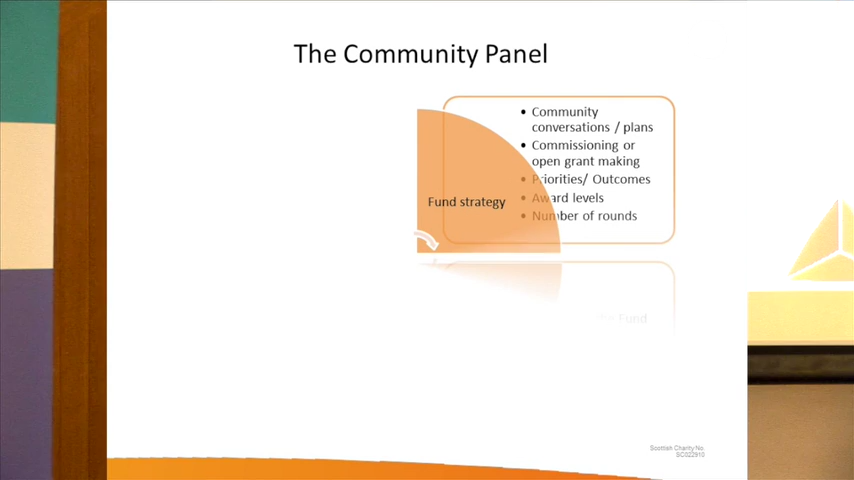 The Community Panel
• Community
conversations / plans
• Commissioning or
open grant making
• Priorities/ Outcomes
Fund strategy
• Award levels
• Number of rounds
Fund
Scottish Charity No.
SC022910